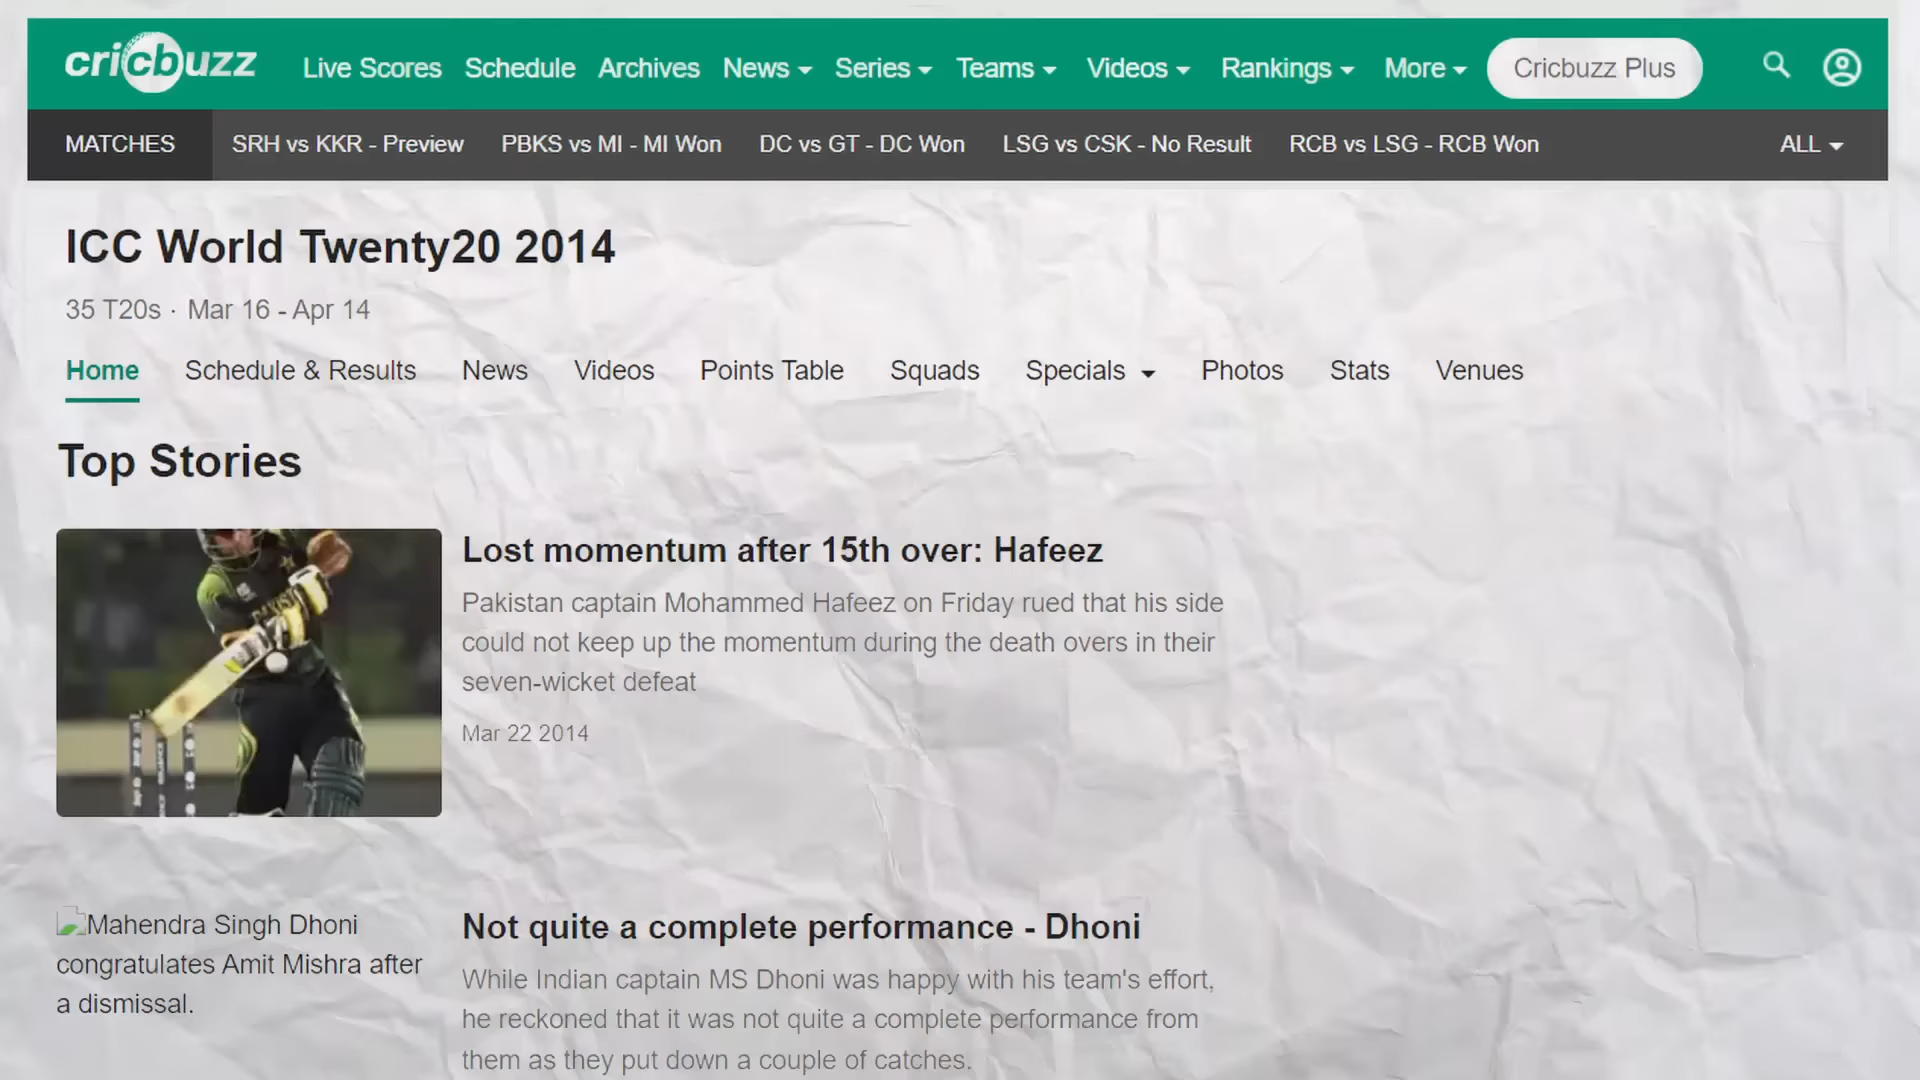 cricbuzz Live Scores Schedule Archives News Series Teams Videos Rankings More Cricbuzz Plus
MATCHES SRH vs KKR - Preview PBKS vs MI - MI Won DC vs GT - DC Won LSG vs CSK - No Result RCB vs LSG - RCB Won ALL
ICC World Twenty20 2014
35 T20s · Mar 16 - Apr 14
Home Schedule & Results News Videos Points Table Squads Specials Photos Stats Venues
Top Stories
Lost momentum after 15th over: Hafeez
Pakistan captain Mohammed Hafeez on Friday rued that his side
could not keep up the momentum during the death overs in their
seven-wicket defeat
Mar 22 2014
Mahendra Singh Dhoni
congratulates Amit Mishra after
a dismissal.
Not quite a complete performance - Dhoni
While Indian captain MS Dhoni was happy with his team's effort,
he reckoned that it was not quite a complete performance from
them as they put down a couple of catches.